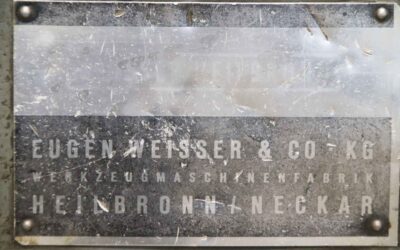 EUGEN WEISSER & CO KG
WERKZEUGMASCHINENFABRIK
HEILBRONN/NECKAR